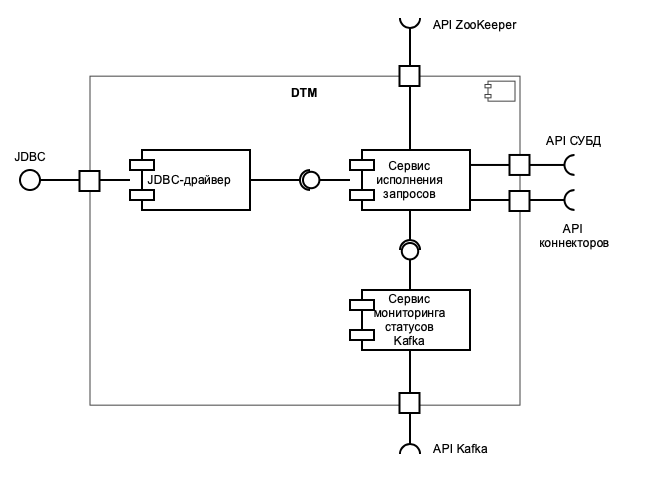 API ZooKeeper
DTM
JDBC
JDBC-драйвер
Сервис
исполнения
запросов
API СУБД
API
коннекторов
Сервис
мониторинга
статусов
Kafka
API Kafka